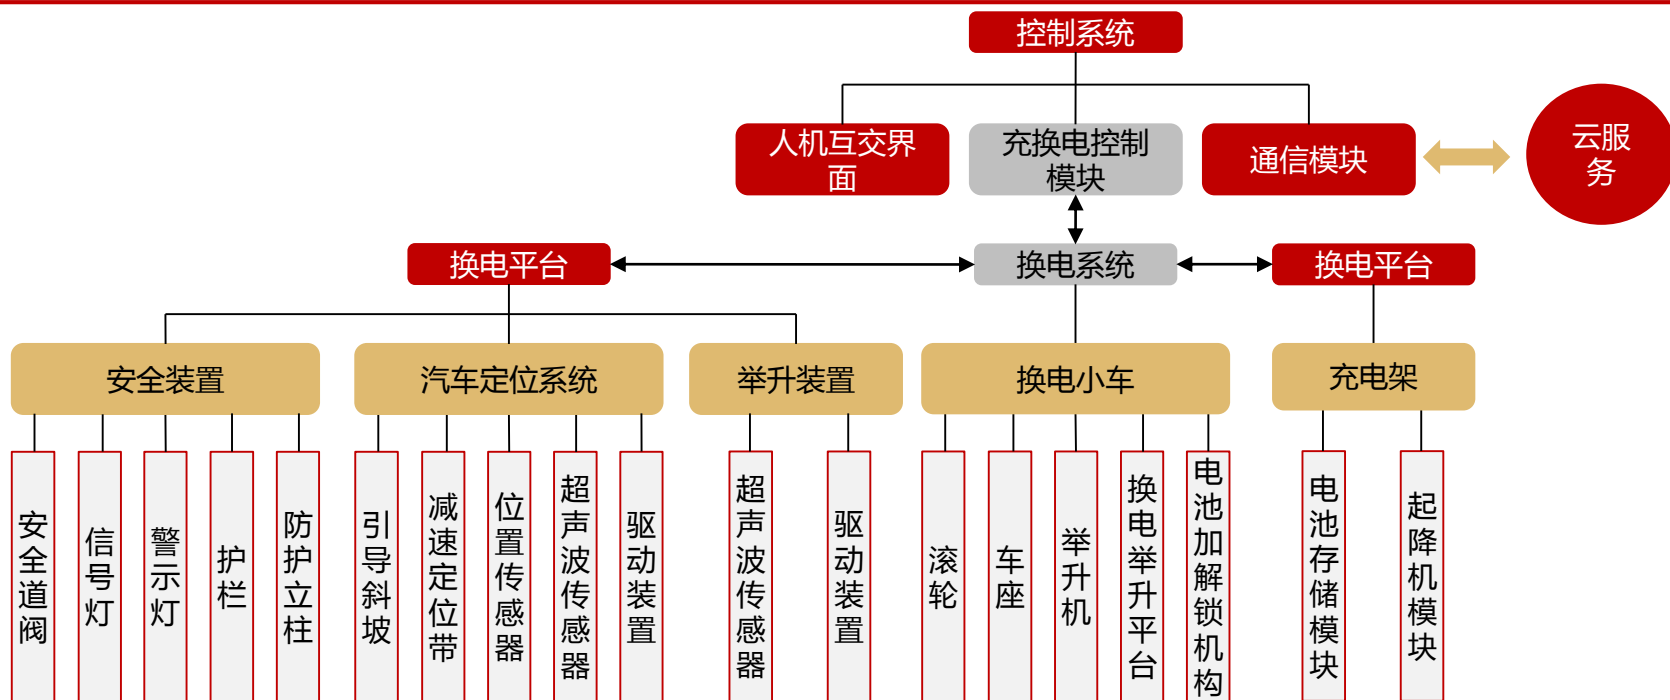 控制系统
人机互交界
面
充换电控制
模块
通信模块
云服
务
换电平台
换电系统
换电平台
安全装置
汽车定位系统
举升装置
换电小车
充电架
安全道阀
信号灯
警示灯
护栏
防护立柱
引导斜坡
减速定位带
位置传感器
超声波传感器
驱动装置
超声波传感器
驱动装置
滚轮
车座
举升机
换电举升平台
电池加解锁机构
电池存储模块
起降机模块